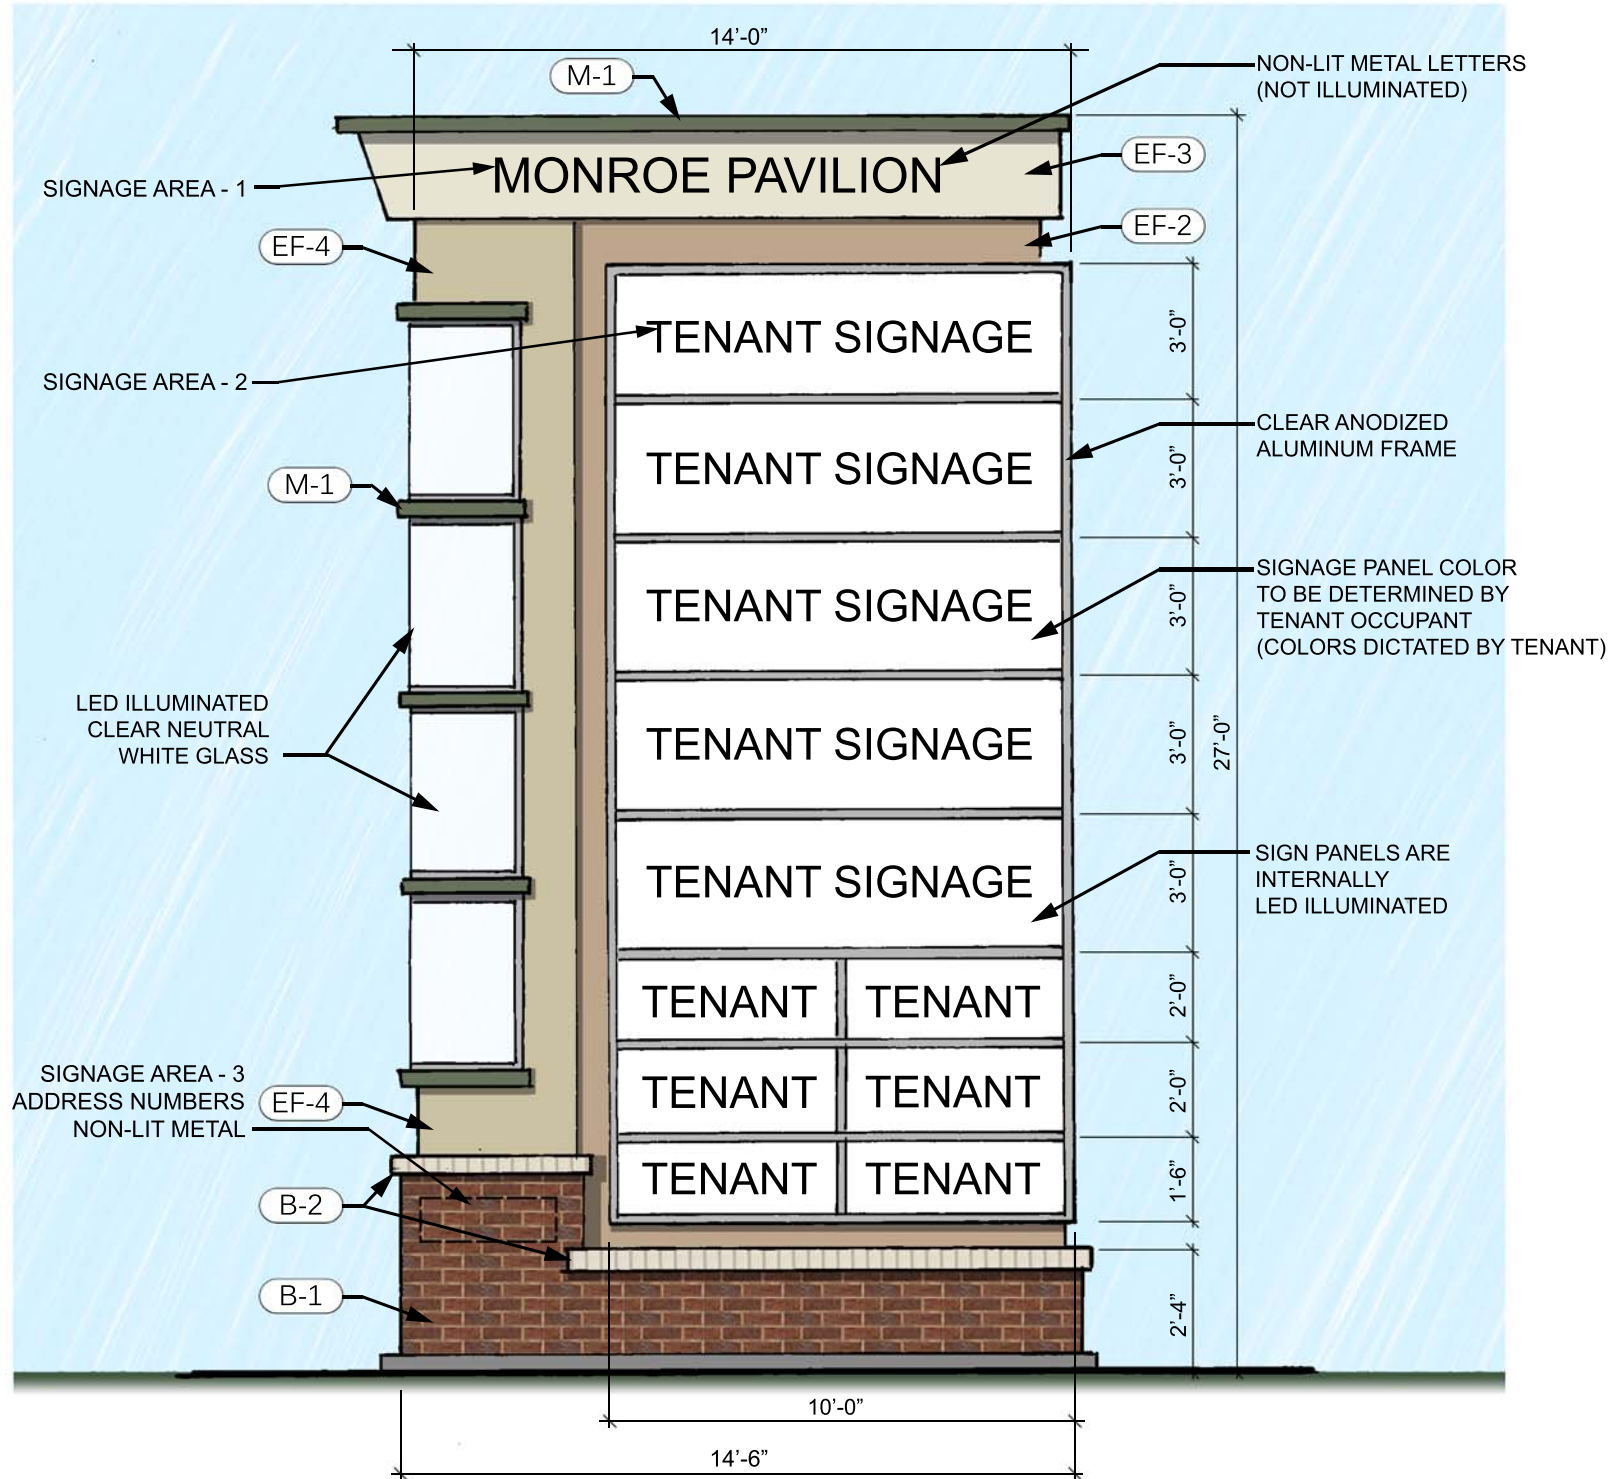 14'-0"
M-1
NON-LIT METAL LETTERS
(NOT ILLUMINATED)
MONROE PAVILION
EF-3
SIGNAGE AREA - 1
EF-2
EF-4
TENANT SIGNAGE
3'-0"
SIGNAGE AREA - 2
CLEAR ANODIZED
ALUMINUM FRAME
TENANT SIGNAGE
3'-0"
M-1
SIGNAGE PANEL COLOR
TO BE DETERMINED BY
TENANT OCCUPANT
(COLORS DICTATED BY TENANT)
TENANT SIGNAGE
3'-0"
LED ILLUMINATED
CLEAR NEUTRAL
WHITE GLASS
TENANT SIGNAGE
3'-0"
27'-0"
SIGN PANELS ARE
INTERNALLY
LED ILLUMINATED
TENANT SIGNAGE
3'-0"
TENANT TENANT
2'-0"
SIGNAGE AREA - 3
ADDRESS NUMBERS
NON-LIT METAL
EF-4
TENANT TENANT
2'-0"
TENANT TENANT
1'-6"
B-2
B-1
2'-4"
10'-0"
14'-6"